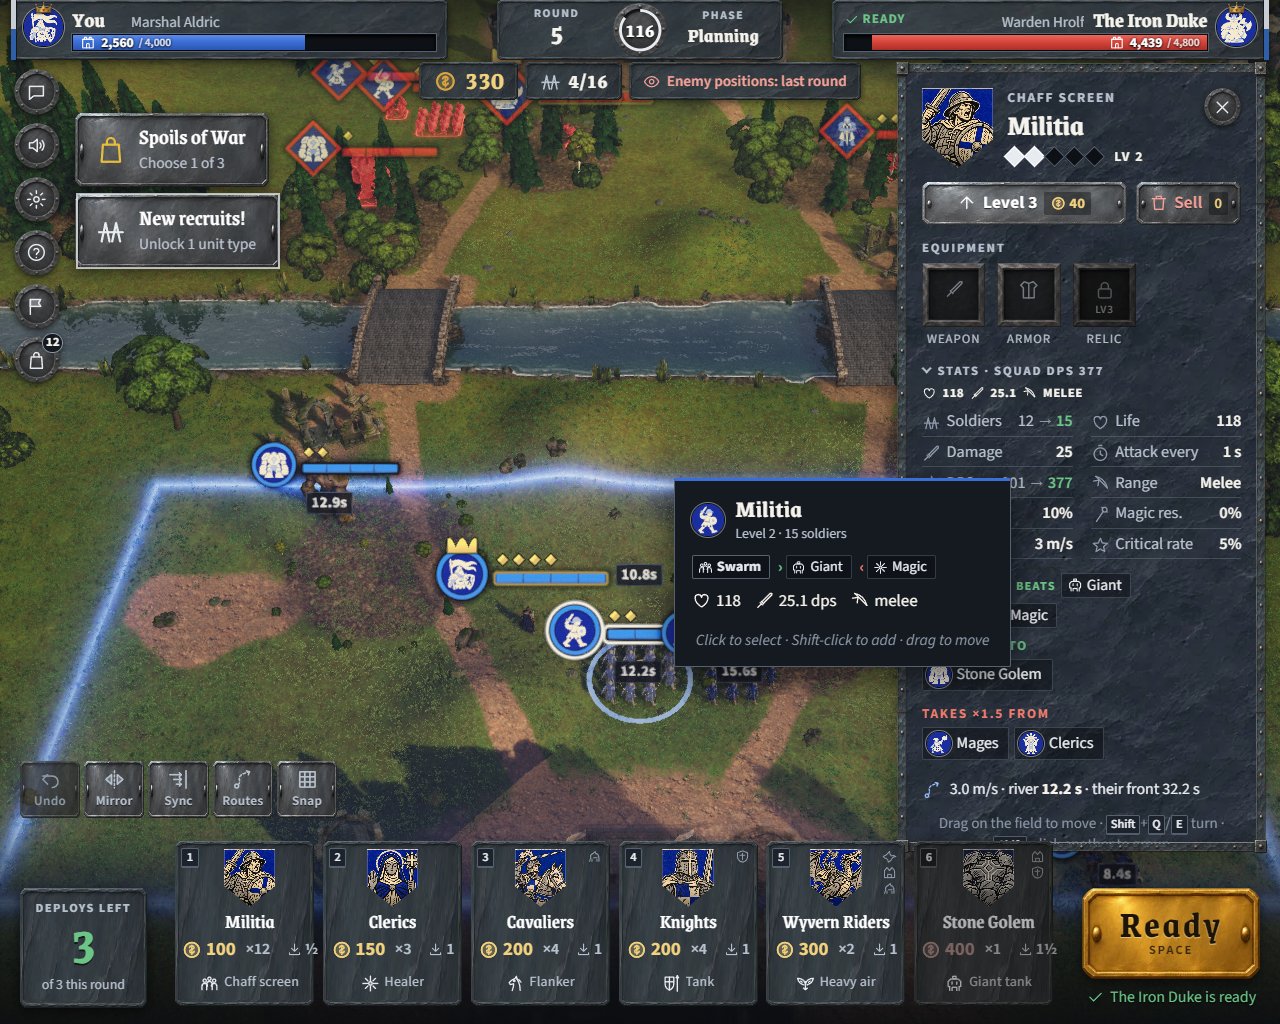 You Marshal Aldric
2,560 / 4,000
ROUND
5
116
PHASE
Planning
READY
Warden Hrolf The Iron Duke
4,439 / 4,800
330
4/16
Enemy positions: last round
Spoils of War
Choose 1 of 3
New recruits!
Unlock 1 unit type
12
CHAFF SCREEN
Militia
LV 2
Level 3 40
Sell 0
EQUIPMENT
LV3
WEAPON ARMOR RELIC
STATS · SQUAD DPS 377
118 25.1 MELEE
Soldiers 12 → 15 Life 118
Damage 25 Attack every 1 s
01 → 377 Range Melee
10% Magic res. 0%
3 m/s Critical rate 5%
BEATS Giant
Magic
TO
Stone Golem
TAKES ×1.5 FROM
Mages Clerics
3.0 m/s · river 12.2 s · their front 32.2 s
Drag on the field to move · Shift + Q / E turn ·
12.9s
10.8s
12.2s
15.6s
8.4s
Militia
Level 2 · 15 soldiers
Swarm › Giant ‹ Magic
118 25.1 dps melee
Click to select · Shift-click to add · drag to move
Undo Mirror Sync Routes Snap
DEPLOYS LEFT
3
of 3 this round
1
Militia
100 ×12 ½
Chaff screen
2
Clerics
150 ×3 1
Healer
3
Cavaliers
200 ×4 1
Flanker
4
Knights
200 ×4 1
Tank
5
Wyvern Riders
300 ×2 1
Heavy air
6
Stone Golem
400 ×1 1½
Giant tank
Ready
SPACE
The Iron Duke is ready